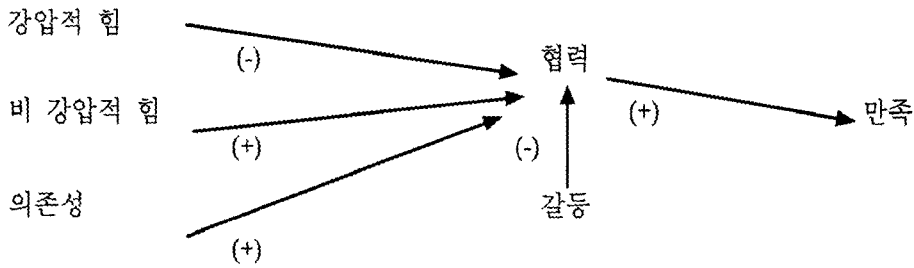 강압적 힘
(-)
협력
비 강압적 힘
(+)
(+)
만족
(-)
의존성
갈등
(+)